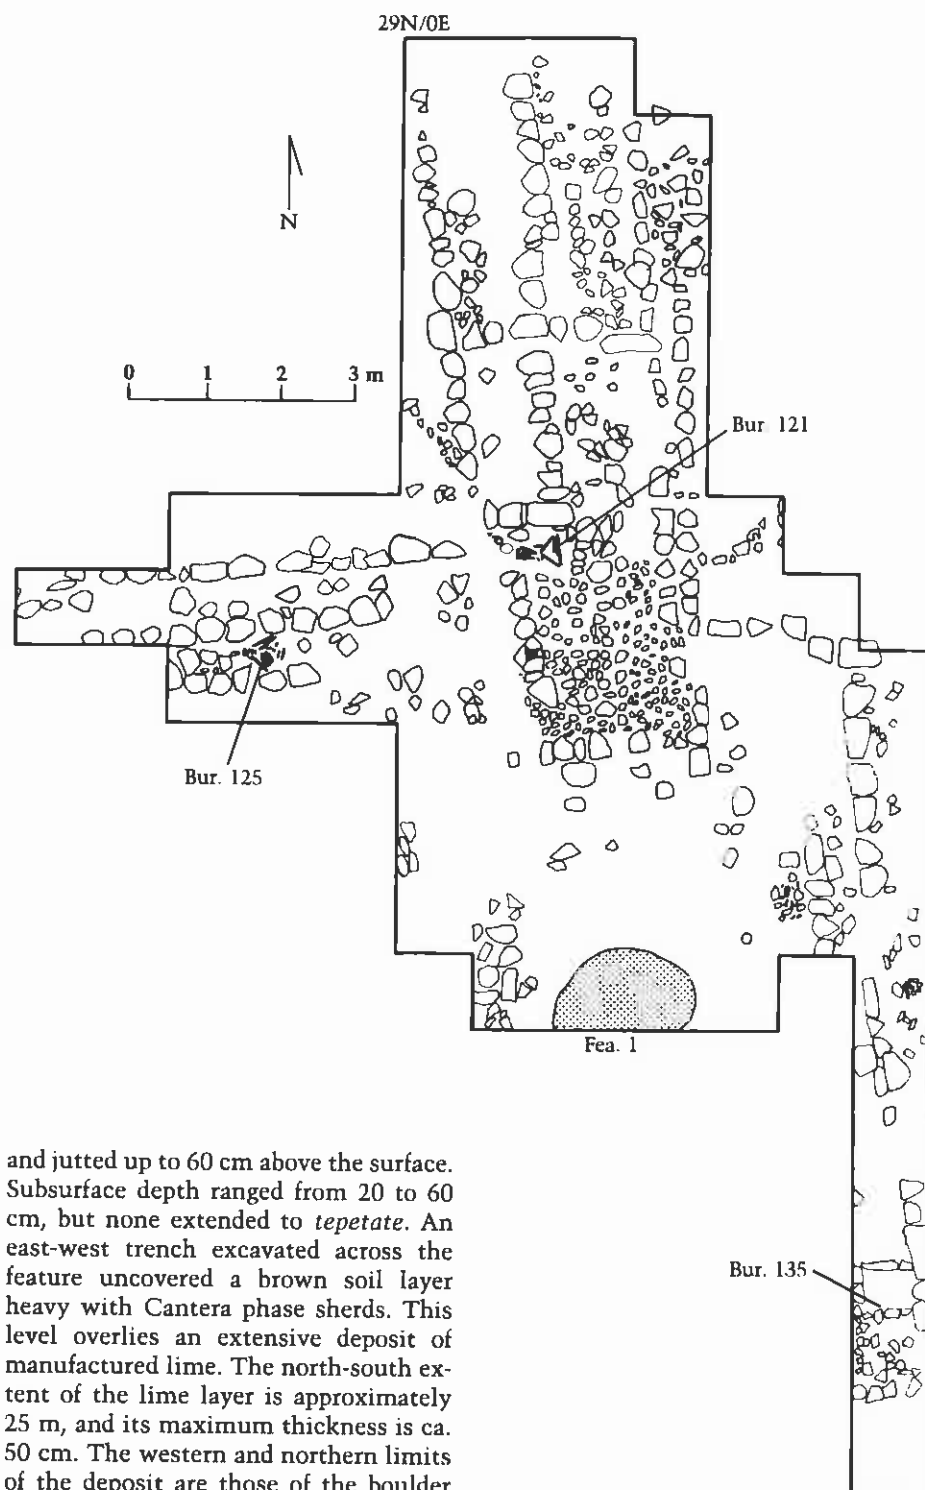 29N/0E
N
0 1 2 3 m
Bur. 121
Bur. 125
Fea. 1
and jutted up to 60 cm above the surface.
Subsurface depth ranged from 20 to 60
cm, but none extended to tepetate. An
east-west trench excavated across the
feature uncovered a brown soil layer
heavy with Cantera phase sherds. This
level overlies an extensive deposit of
manufactured lime. The north-south ex-
tent of the lime layer is approximately
25 m, and its maximum thickness is ca.
50 cm. The western and northern limits
of the deposit are those of the boulder
Bur. 135